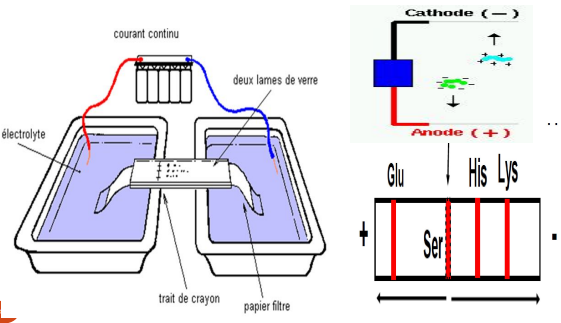 courant continu
deux lames de verre
électrolyte
trait de crayon
papier filtre
Cathode ( − )
Anode ( + )
Glu
His
Lys
Ser
+
-